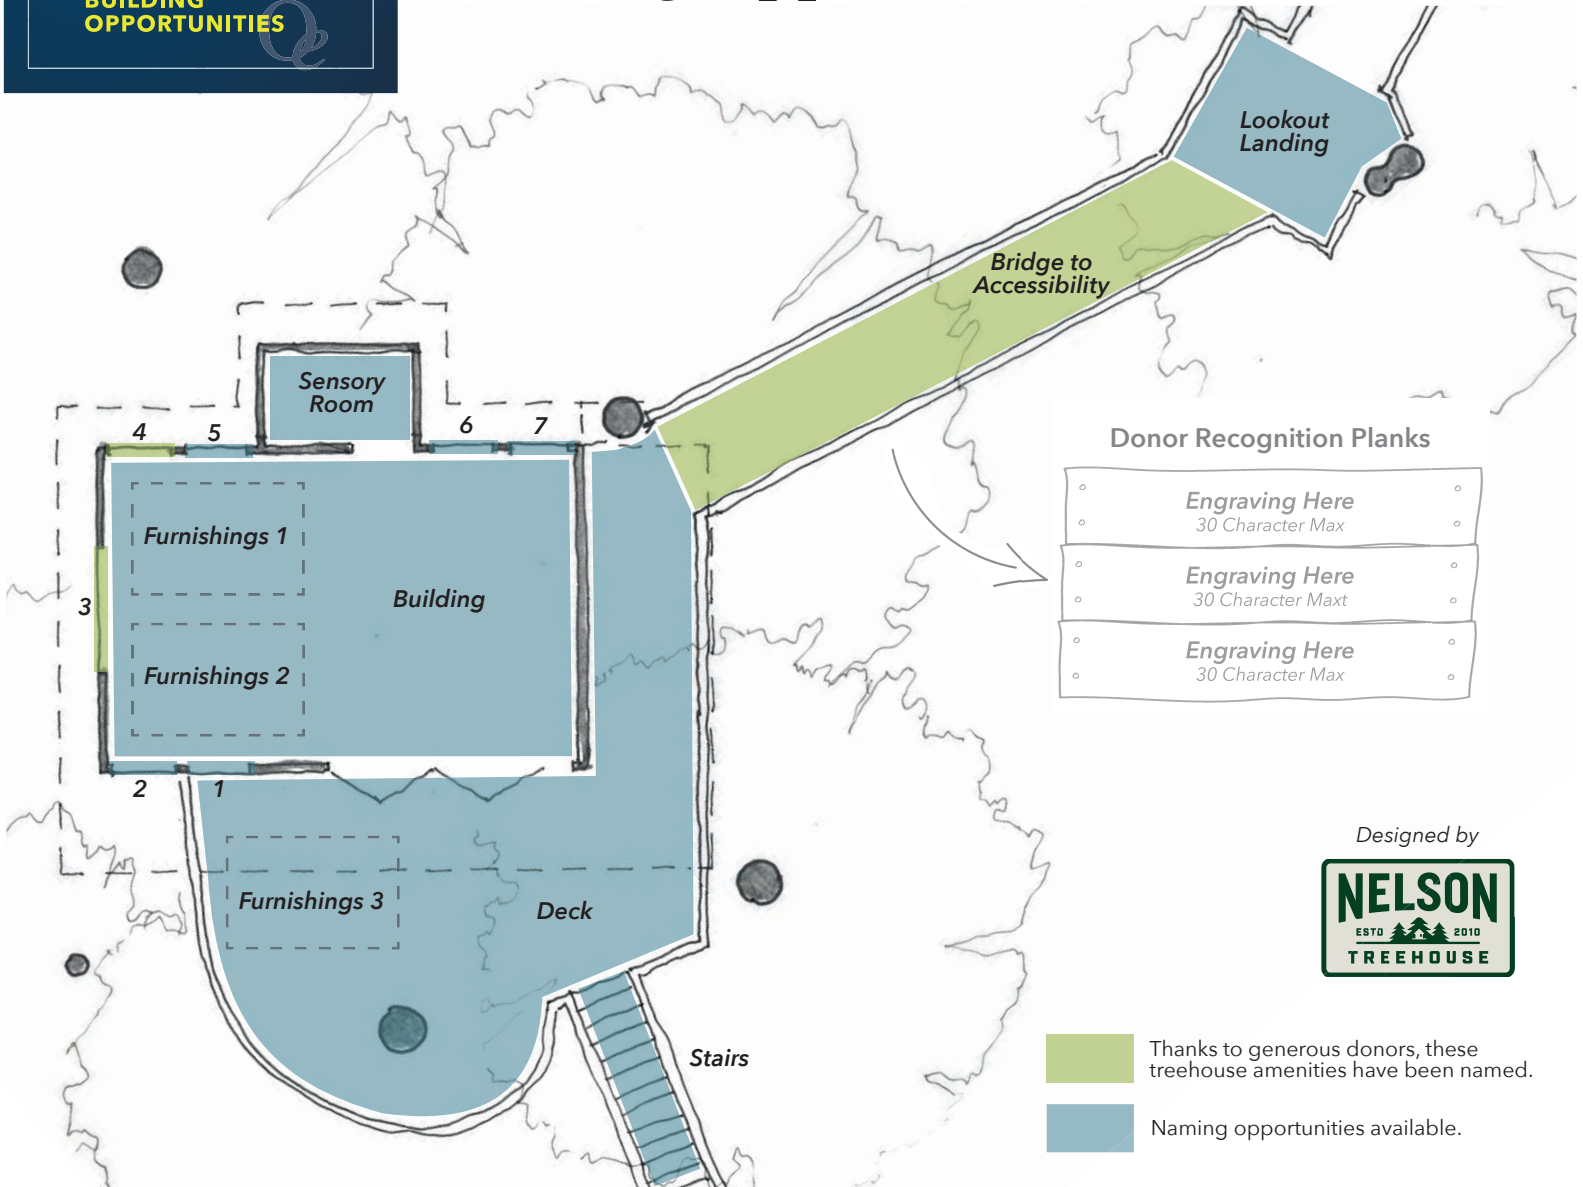 BUILDING
OPPORTUNITIES
Lookout
Landing
Bridge to
Accessibility
Sensory
Room
4
5
6
7
Donor Recognition Planks
Engraving Here
30 Character Max
Engraving Here
30 Character Maxt
Engraving Here
30 Character Max
Furnishings 1
Building
3
Furnishings 2
2
1
Furnishings 3
Deck
Stairs
Designed by
NELSON
ESTD 2010
TREEHOUSE
Thanks to generous donors, these
treehouse amenities have been named.
Naming opportunities available.